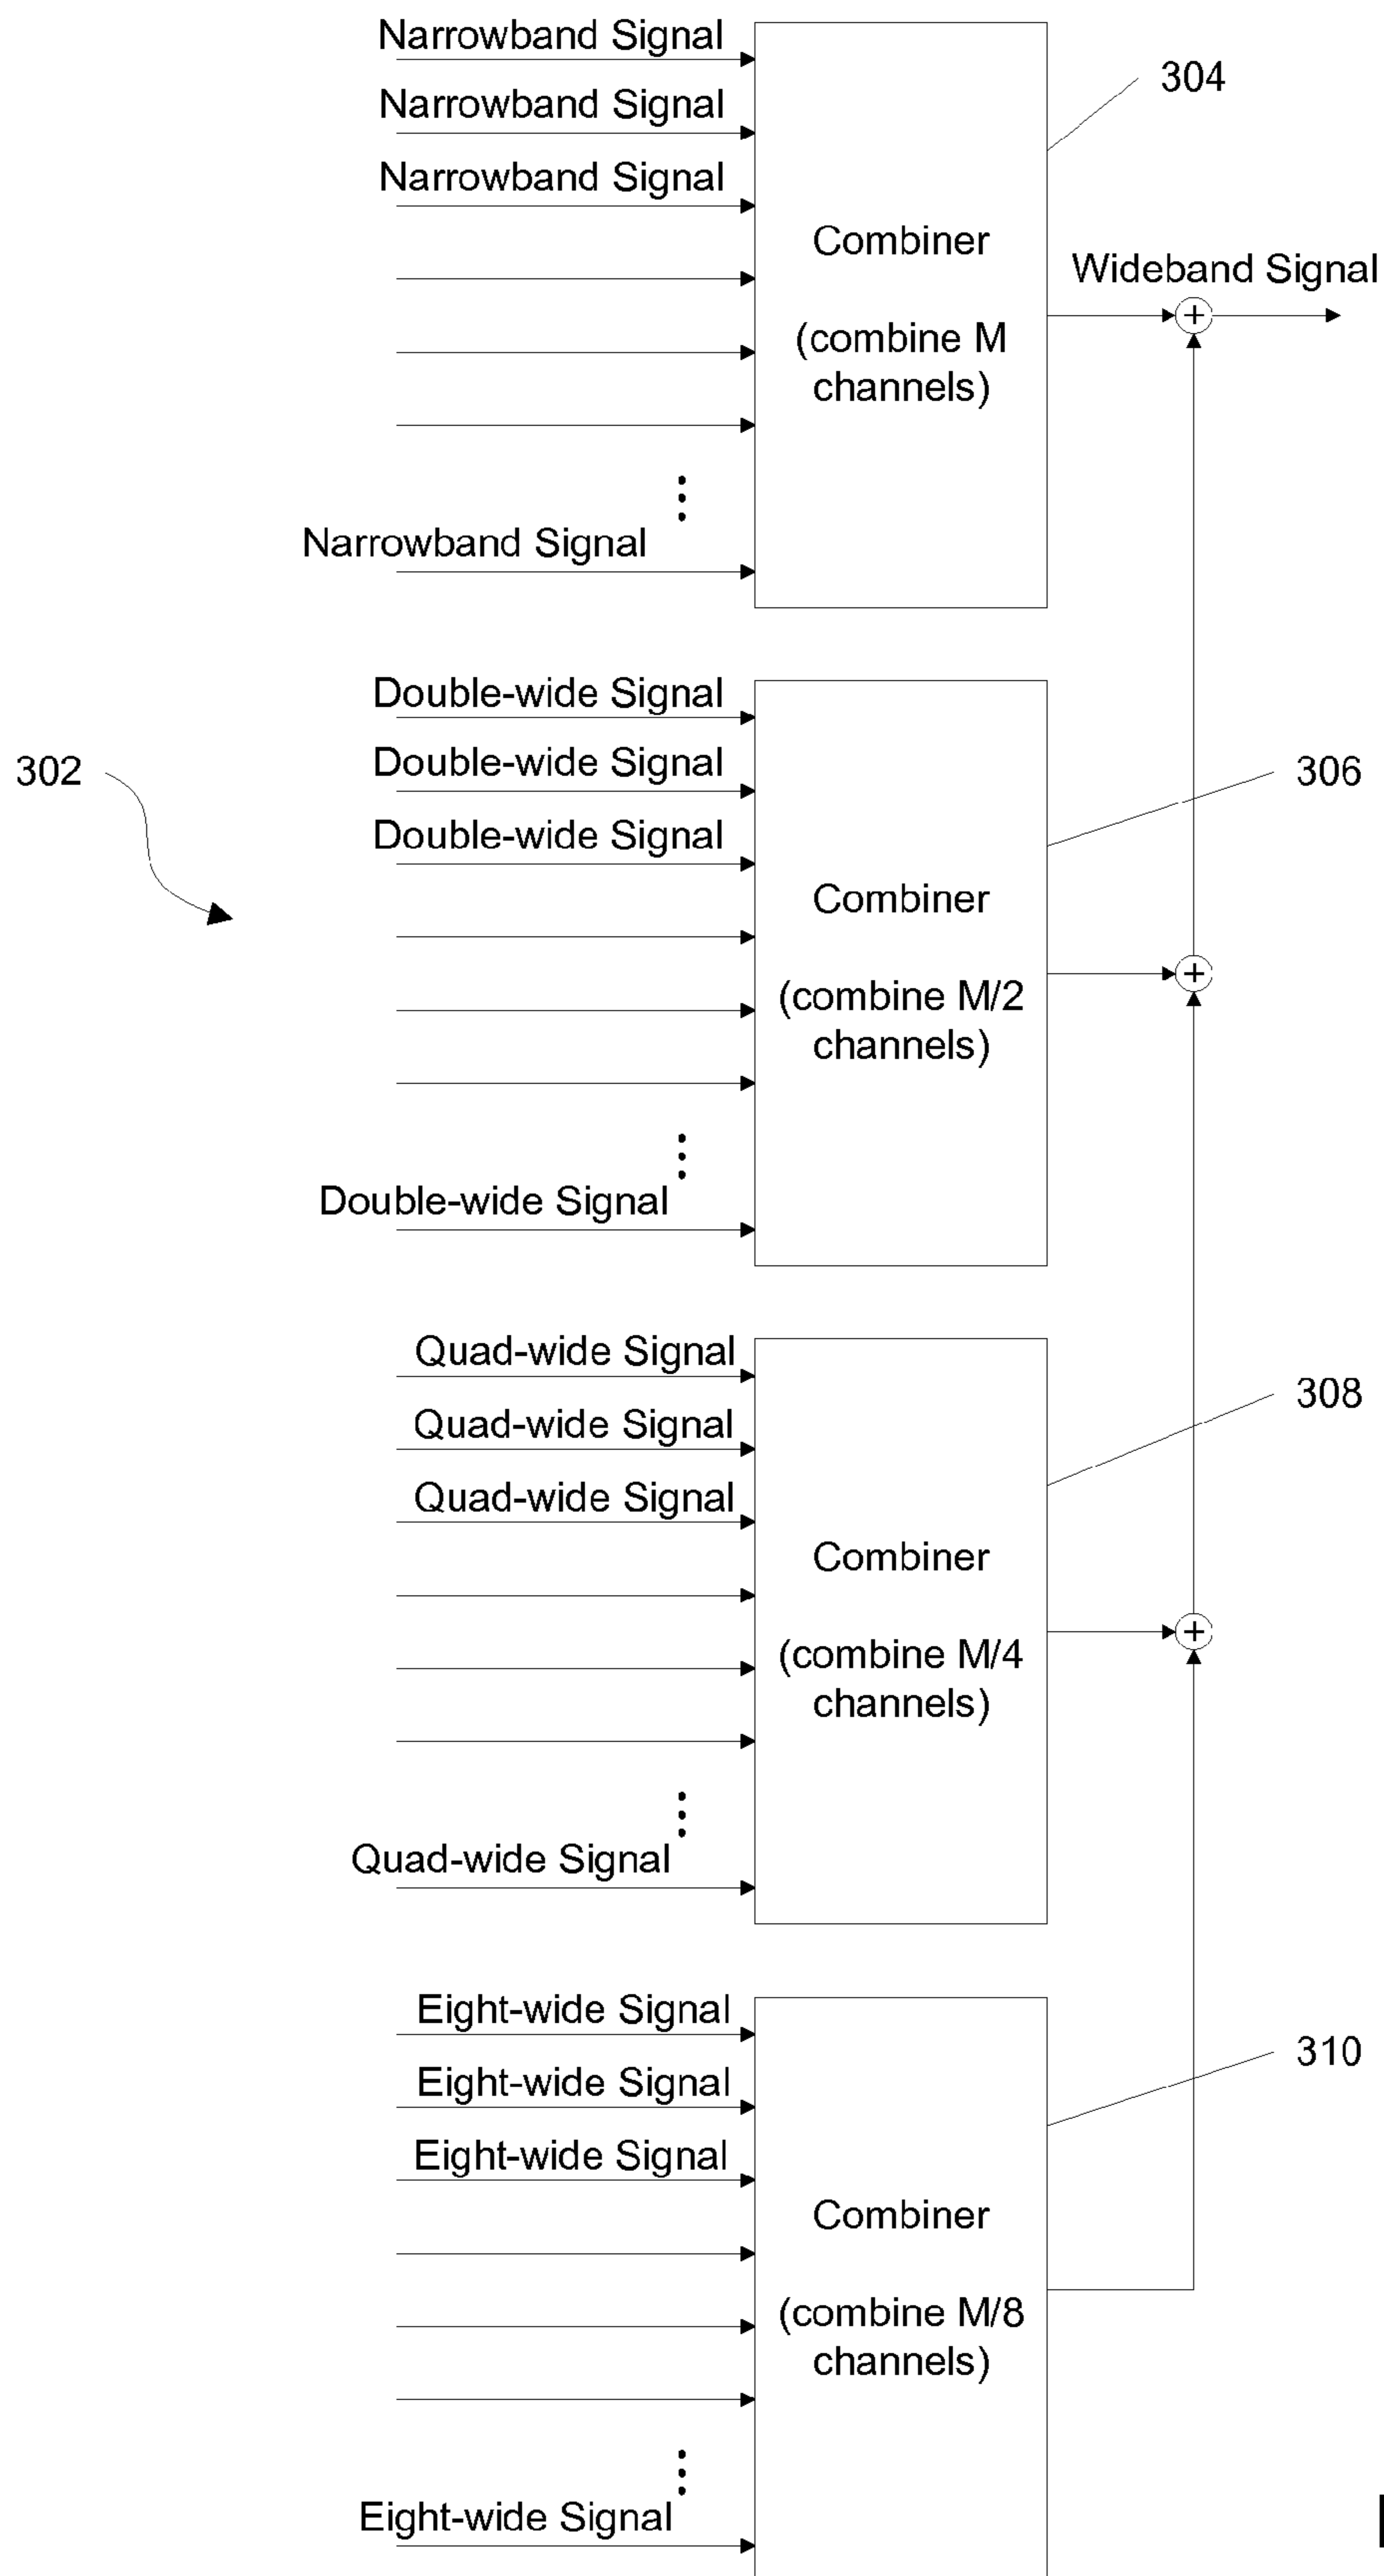 Narrowband Signal
Narrowband Signal
Narrowband Signal
304
Combiner
Wideband Signal
+
(combine M
channels)
Narrowband Signal
Double-wide Signal
Double-wide Signal
Double-wide Signal
302
306
Combiner
+
(combine M/2
channels)
Double-wide Signal
Quad-wide Signal
Quad-wide Signal
Quad-wide Signal
308
Combiner
+
(combine M/4
channels)
Quad-wide Signal
Eight-wide Signal
Eight-wide Signal
Eight-wide Signal
310
Combiner
(combine M/8
channels)
Eight-wide Signal